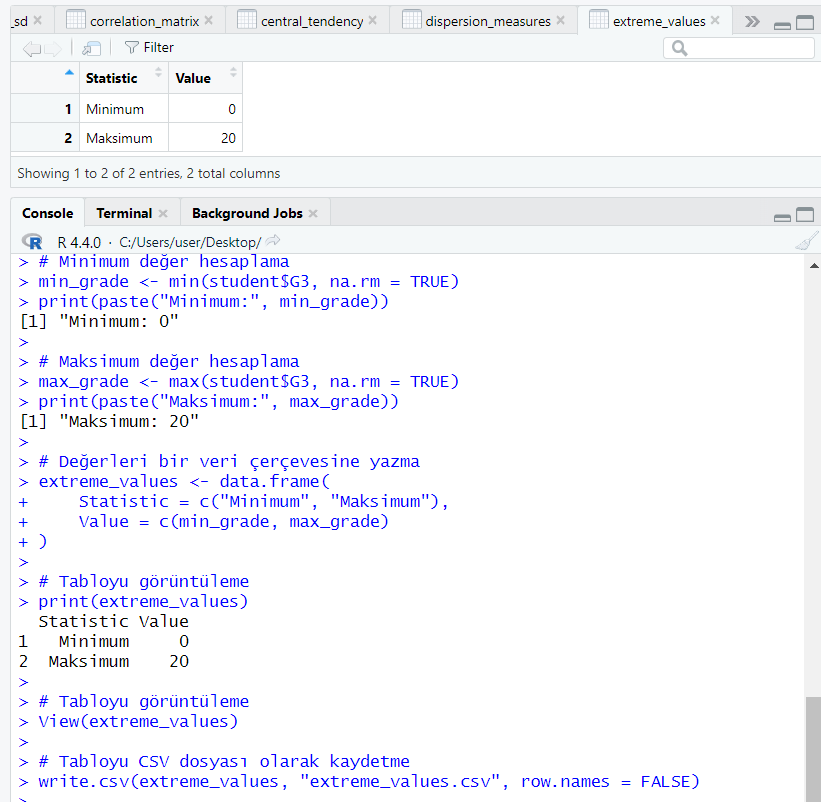 _sd correlation_matrix central_tendency dispersion_measures extreme_values
Filter
Statistic Value
1 Minimum 0
2 Maksimum 20
Showing 1 to 2 of 2 entries, 2 total columns
Console Terminal Background Jobs
R R 4.4.0 · C:/Users/user/Desktop/
> # Minimum değer hesaplama
> min_grade <- min(student$G3, na.rm = TRUE)
> print(paste("Minimum:", min_grade))
[1] "Minimum: 0"
>
> # Maksimum değer hesaplama
> max_grade <- max(student$G3, na.rm = TRUE)
> print(paste("Maksimum:", max_grade))
[1] "Maksimum: 20"
>
> # Değerleri bir veri çerçevesine yazma
> extreme_values <- data.frame(
+     Statistic = c("Minimum", "Maksimum"),
+     Value = c(min_grade, max_grade)
+ )
>
> # Tabloyu görüntüleme
> print(extreme_values)
  Statistic Value
1   Minimum     0
2  Maksimum    20
>
> # Tabloyu görüntüleme
> View(extreme_values)
>
> # Tabloyu CSV dosyası olarak kaydetme
> write.csv(extreme_values, "extreme_values.csv", row.names = FALSE)
>